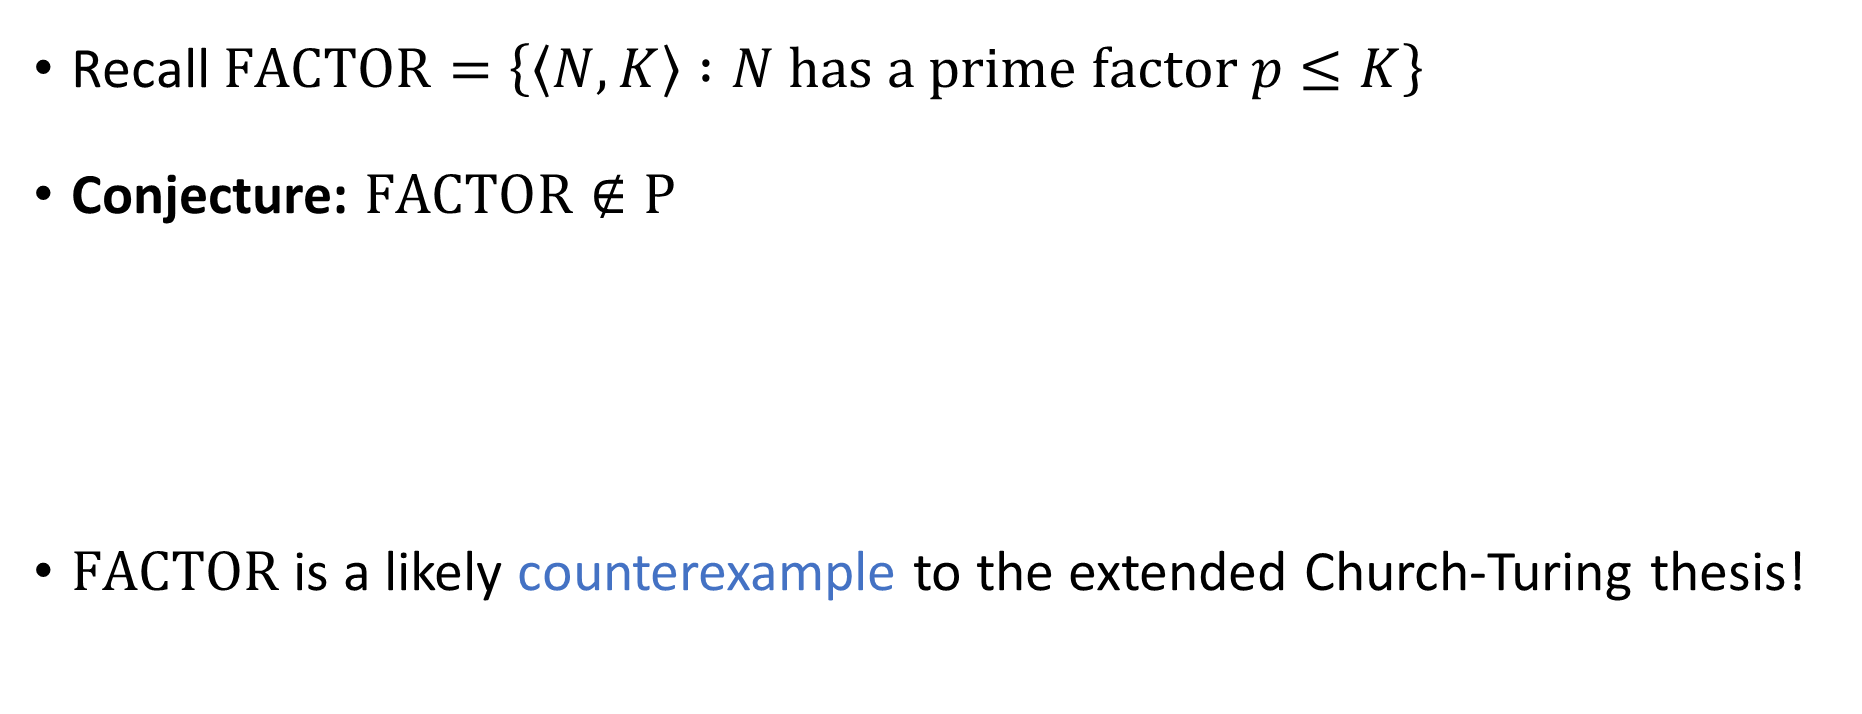 • Recall FACTOR = {⟨N, K⟩ : N has a prime factor p ≤ K}
• Conjecture: FACTOR ∉ P
• FACTOR is a likely counterexample to the extended Church-Turing thesis!